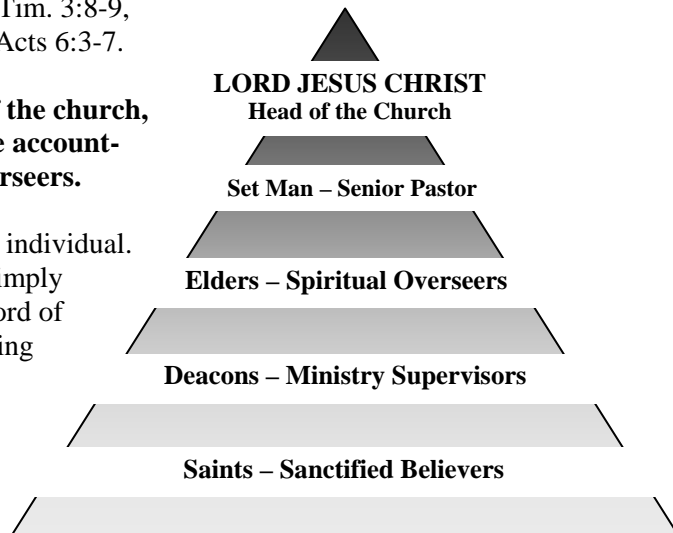 Tim. 3:8-9,
Acts 6:3-7.
the church,
account-
rseers.
individual.
imply
ord of
ing
LORD JESUS CHRIST
Head of the Church
Set Man – Senior Pastor
Elders – Spiritual Overseers
Deacons – Ministry Supervisors
Saints – Sanctified Believers